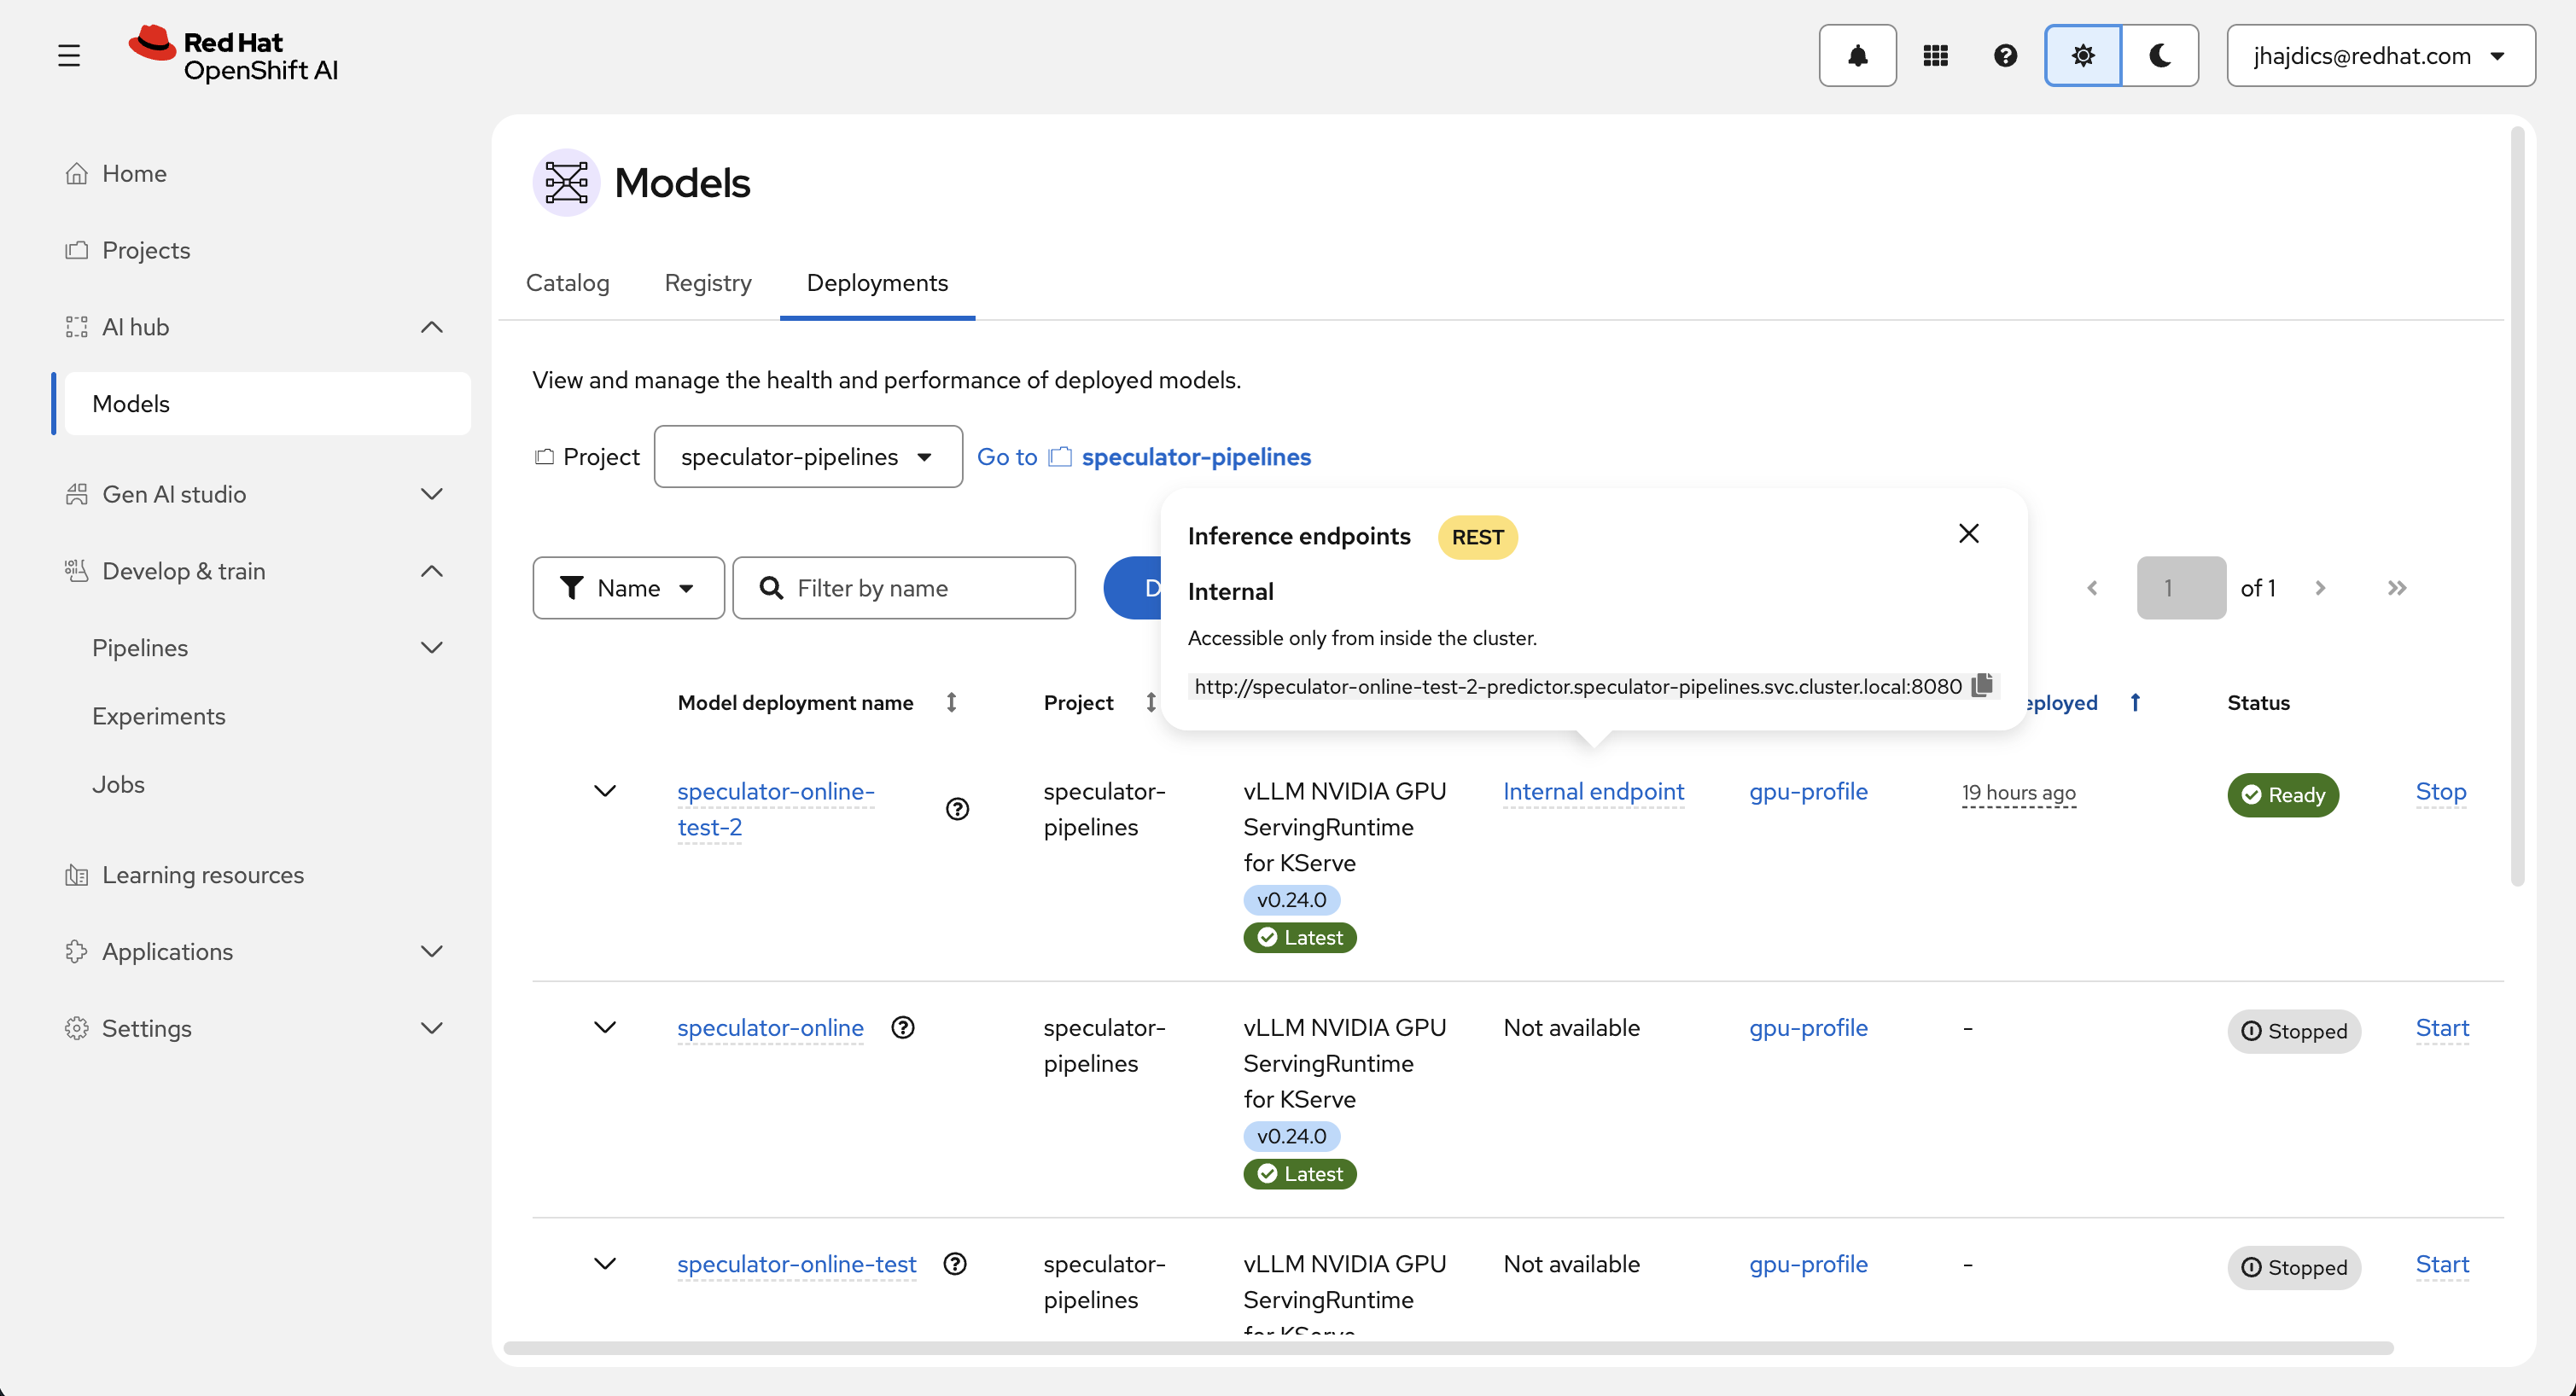 Red Hat
OpenShift AI
jhajdics@redhat.com
Home
Projects
AI hub
Models
Gen AI studio
Develop & train
Pipelines
Experiments
Jobs
Learning resources
Applications
Settings
Models
Catalog Registry Deployments
View and manage the health and performance of deployed models.
Project speculator-pipelines Go to speculator-pipelines
Inference endpoints REST
Internal
Accessible only from inside the cluster.
http://speculator-online-test-2-predictor.speculator-pipelines.svc.cluster.local:8080
Name Filter by name D 1 of 1
Model deployment name Project eployed Status
speculator-online-
test-2
speculator-
pipelines
vLLM NVIDIA GPU
ServingRuntime
for KServe
v0.24.0
Latest
Internal endpoint
gpu-profile
19 hours ago
Ready
Stop
speculator-online
speculator-
pipelines
vLLM NVIDIA GPU
ServingRuntime
for KServe
v0.24.0
Latest
Not available
gpu-profile
-
Stopped
Start
speculator-online-test
speculator-
pipelines
vLLM NVIDIA GPU
ServingRuntime
for KServe
Not available
gpu-profile
-
Stopped
Start